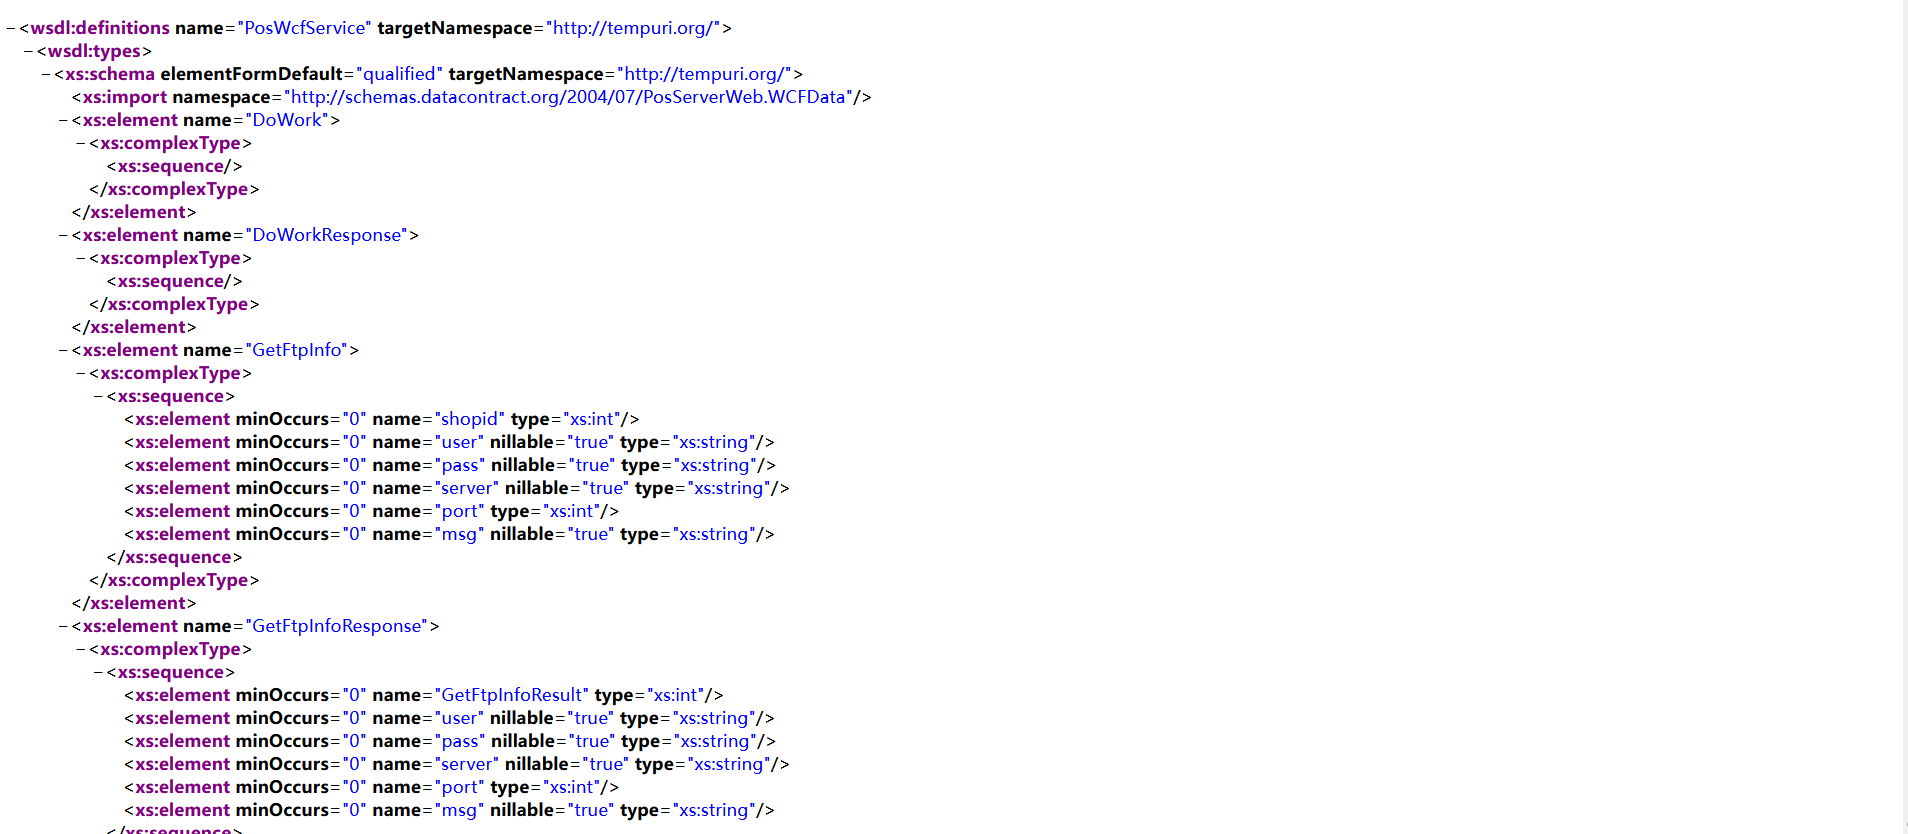 −<wsdl:definitions name="PosWcfService" targetNamespace="http://tempuri.org/">
−<wsdl:types>
−<xs:schema elementFormDefault="qualified" targetNamespace="http://tempuri.org/">
<xs:import namespace="http://schemas.datacontract.org/2004/07/PosServerWeb.WCFData"/>
−<xs:element name="DoWork">
−<xs:complexType>
<xs:sequence/>
</xs:complexType>
</xs:element>
−<xs:element name="DoWorkResponse">
−<xs:complexType>
<xs:sequence/>
</xs:complexType>
</xs:element>
−<xs:element name="GetFtpInfo">
−<xs:complexType>
−<xs:sequence>
<xs:element minOccurs="0" name="shopid" type="xs:int"/>
<xs:element minOccurs="0" name="user" nillable="true" type="xs:string"/>
<xs:element minOccurs="0" name="pass" nillable="true" type="xs:string"/>
<xs:element minOccurs="0" name="server" nillable="true" type="xs:string"/>
<xs:element minOccurs="0" name="port" type="xs:int"/>
<xs:element minOccurs="0" name="msg" nillable="true" type="xs:string"/>
</xs:sequence>
</xs:complexType>
</xs:element>
−<xs:element name="GetFtpInfoResponse">
−<xs:complexType>
−<xs:sequence>
<xs:element minOccurs="0" name="GetFtpInfoResult" type="xs:int"/>
<xs:element minOccurs="0" name="user" nillable="true" type="xs:string"/>
<xs:element minOccurs="0" name="pass" nillable="true" type="xs:string"/>
<xs:element minOccurs="0" name="server" nillable="true" type="xs:string"/>
<xs:element minOccurs="0" name="port" type="xs:int"/>
<xs:element minOccurs="0" name="msg" nillable="true" type="xs:string"/>
</xs:sequence>